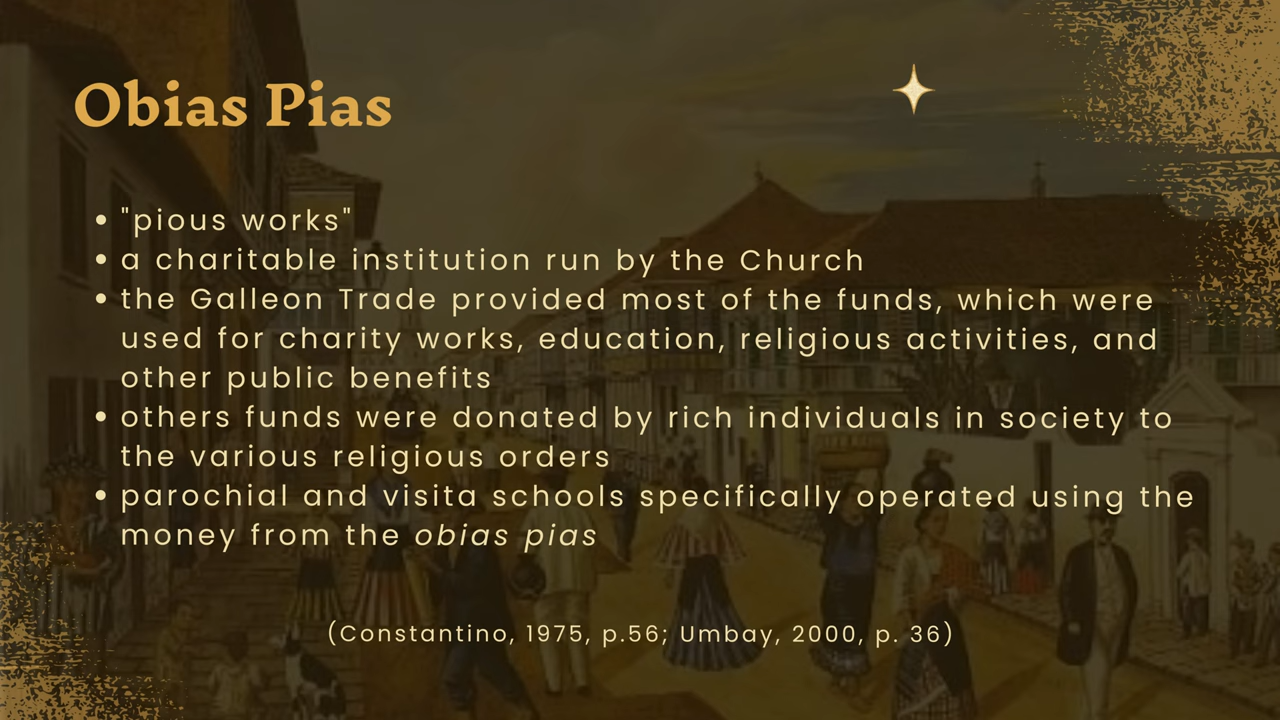 Obias Pias
• "pious works"
• a charitable institution run by the Church
• the Galleon Trade provided most of the funds, which were
used for charity works, education, religious activities, and
other public benefits
• others funds were donated by rich individuals in society to
the various religious orders
• parochial and visita schools specifically operated using the
money from the obias pias
(Constantino, 1975, p.56; Umbay, 2000, p. 36)